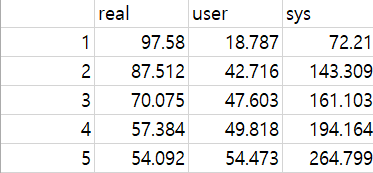 real user sys
1 97.58 18.787 72.21
2 87.512 42.716 143.309
3 70.075 47.603 161.103
4 57.384 49.818 194.164
5 54.092 54.473 264.799